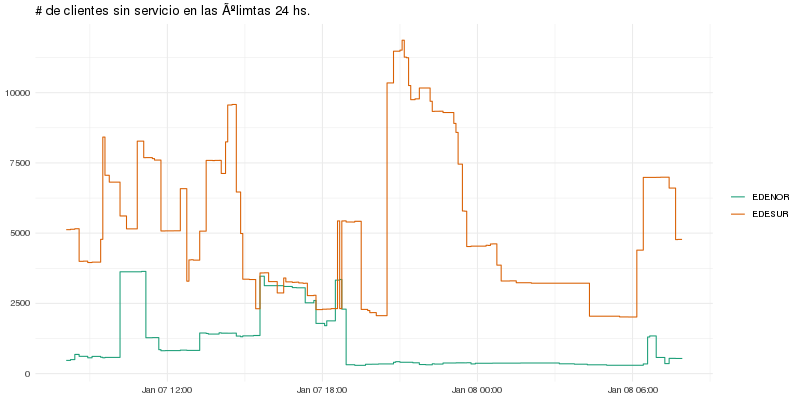 # de clientes sin servicio en las Ãºlimtas 24 hs.
10000
7500
5000
2500
0
Jan 07 12:00
Jan 07 18:00
Jan 08 00:00
Jan 08 06:00
EDENOR
EDESUR